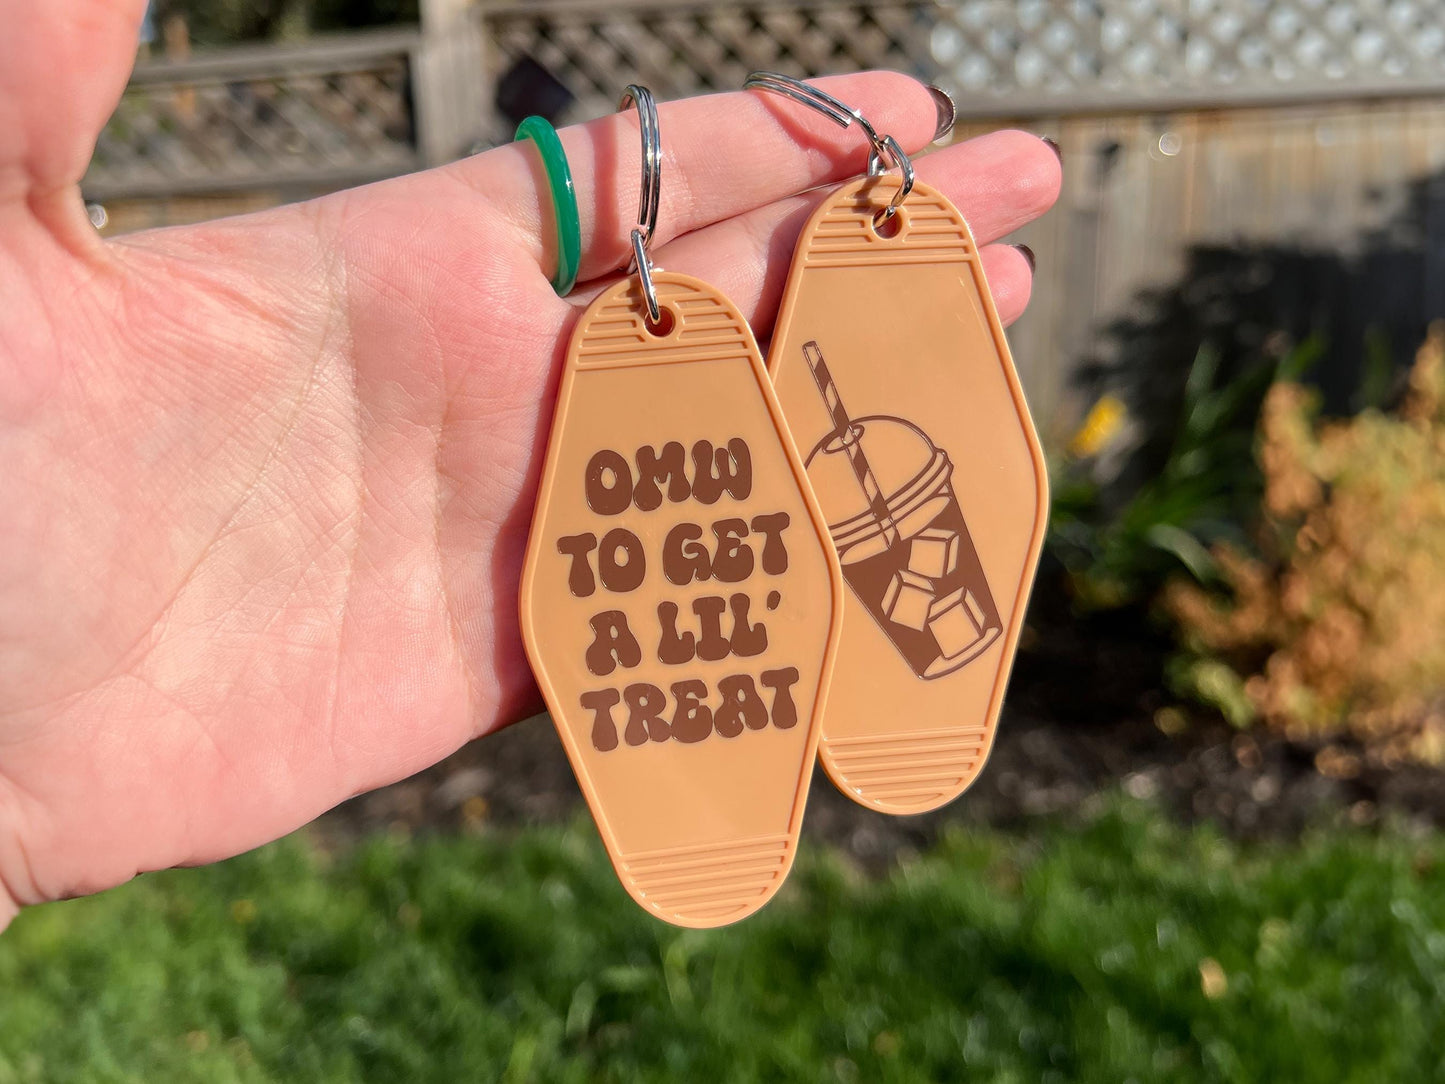 OMW
TO GET
A LIL'
TREAT